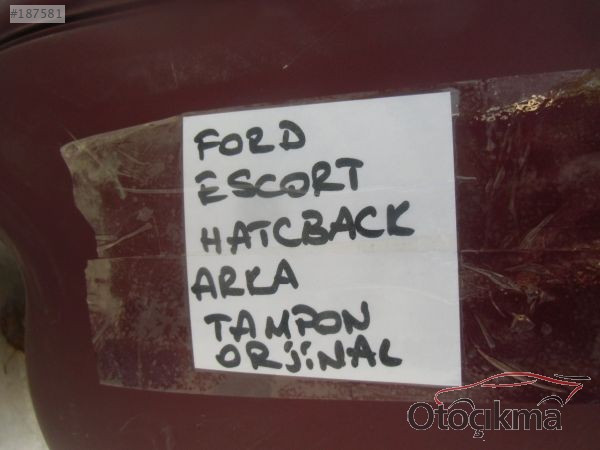 #187581
FORD
ESCORT
HATCBACK
ARKA
TAMPON
ORJİNAL
Otoçıkma